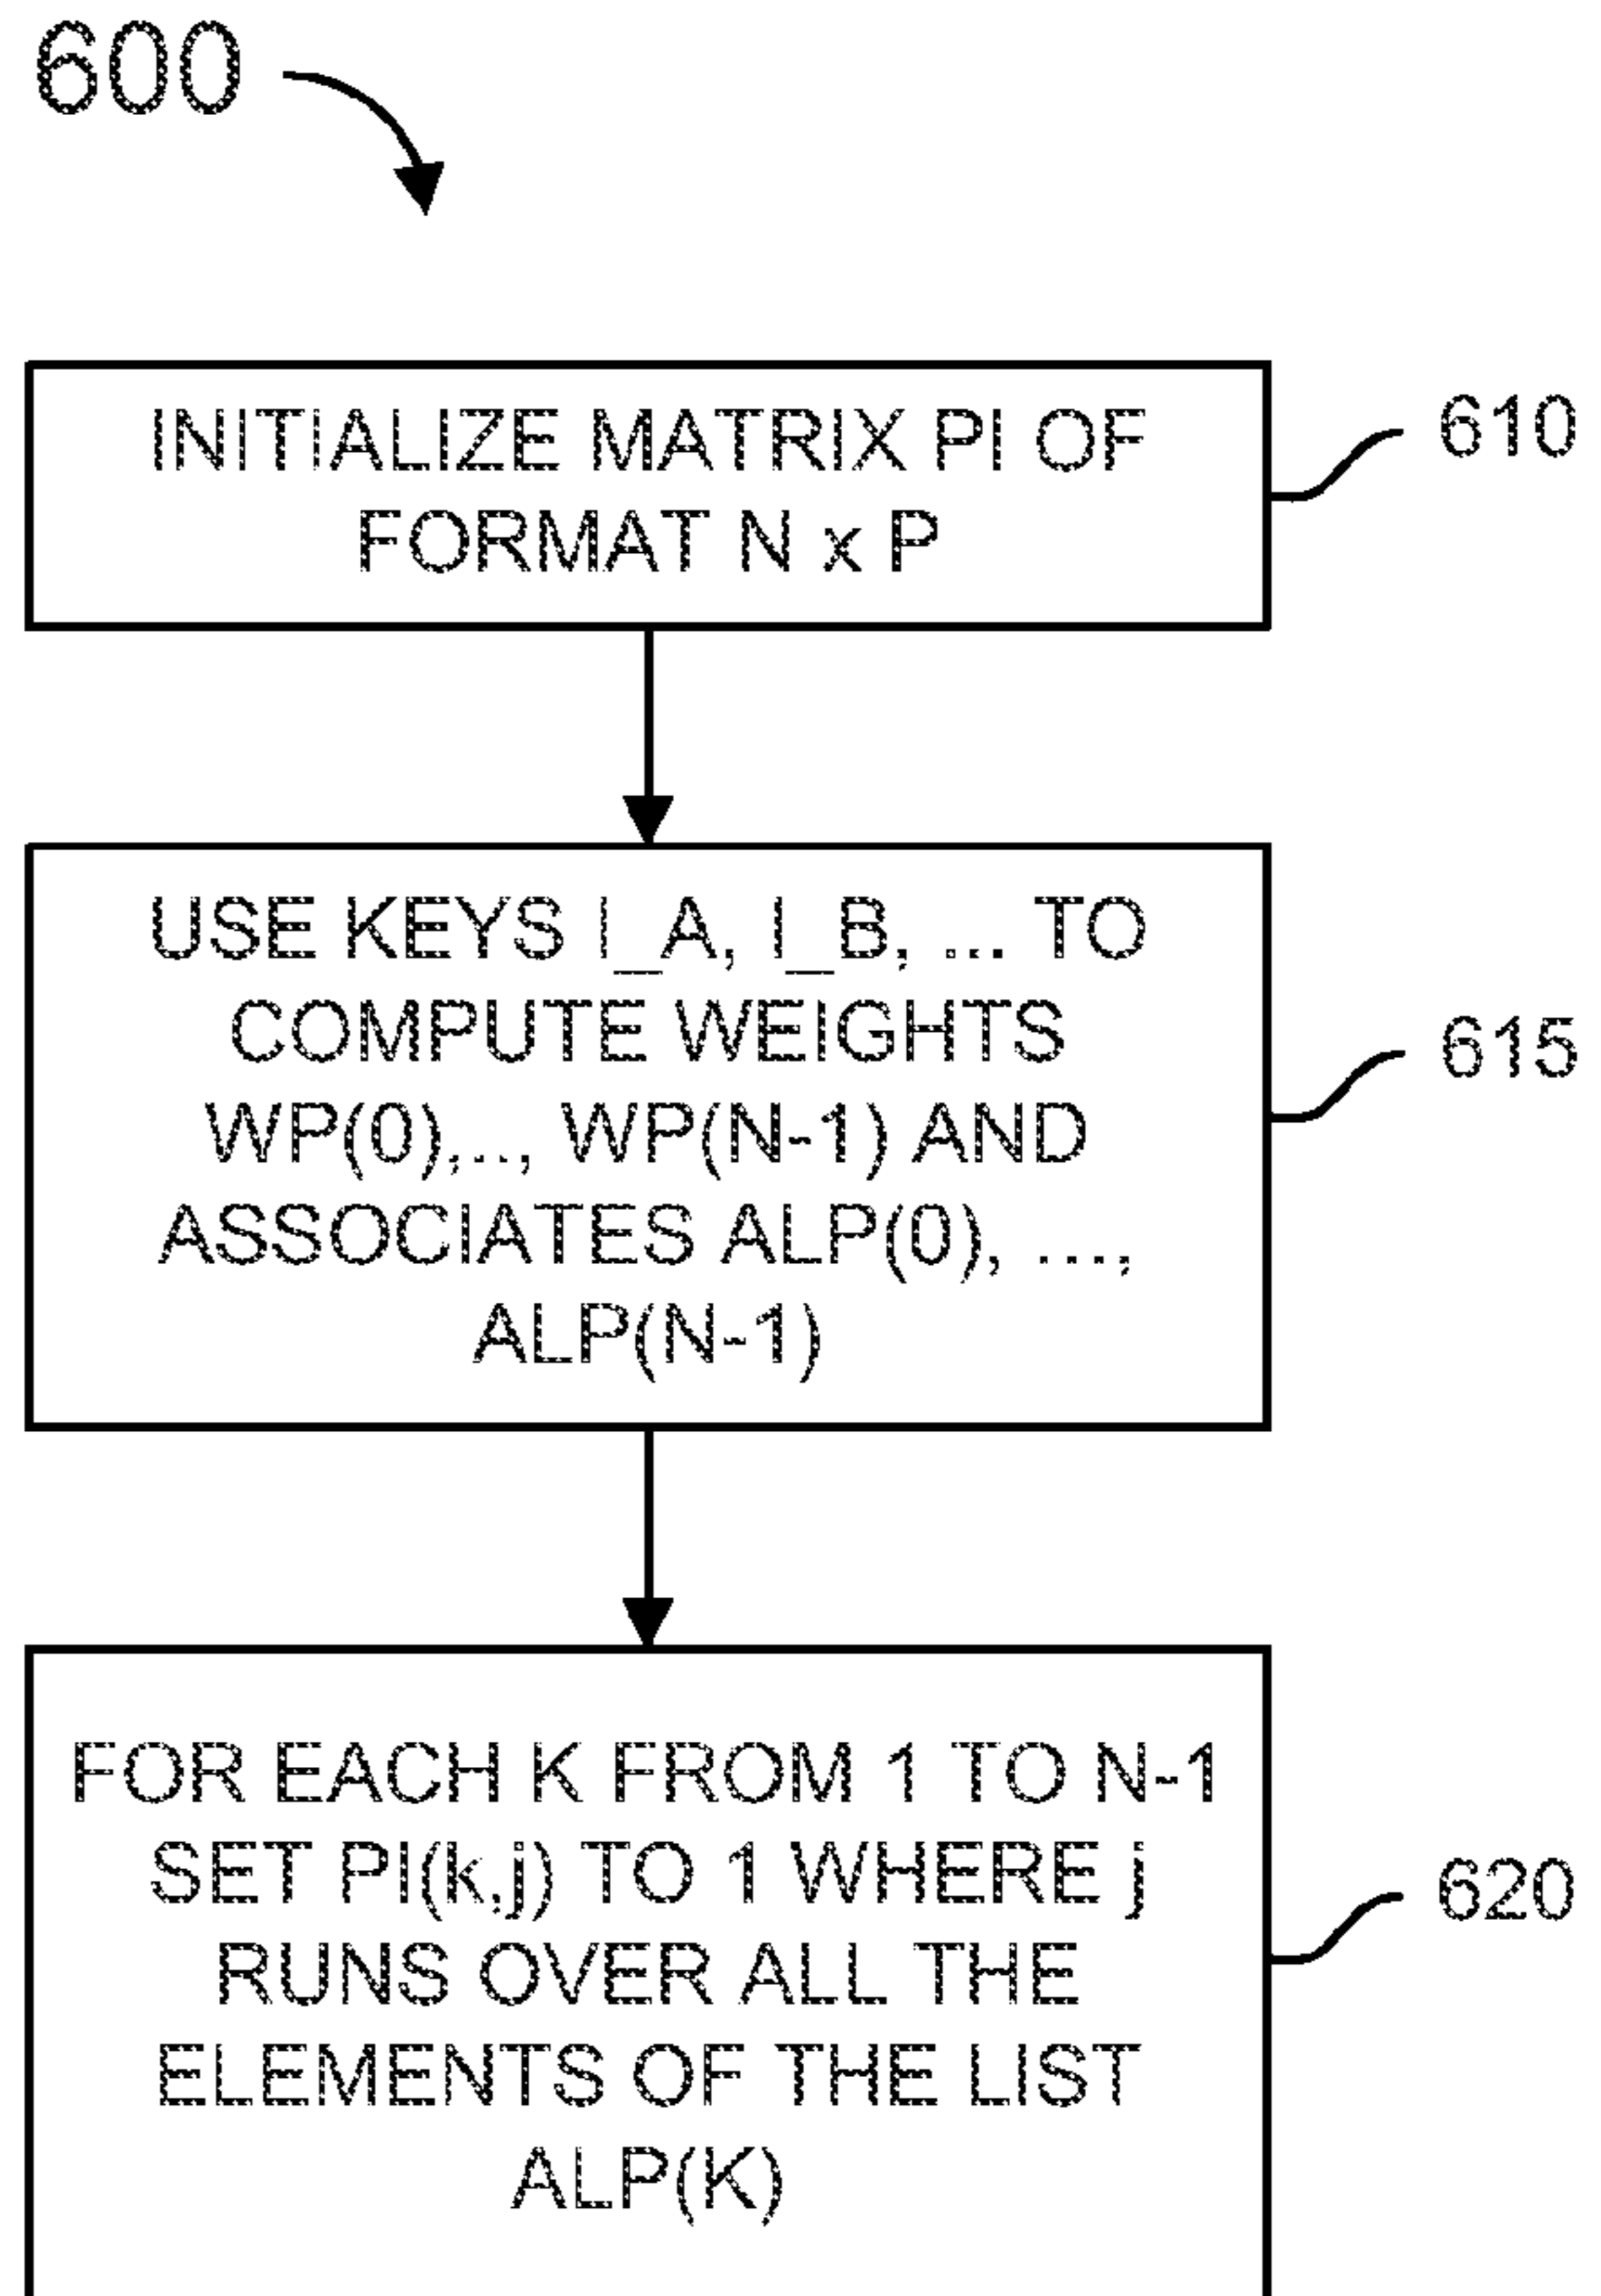 600
INITIALIZE MATRIX PI OF
FORMAT N x P
610
USE KEYS I_A, I_B, ... TO
COMPUTE WEIGHTS
WP(0),.., WP(N-1) AND
ASSOCIATES ALP(0), ...,
ALP(N-1)
615
FOR EACH K FROM 1 TO N-1
SET PI(k,j) TO 1 WHERE j
RUNS OVER ALL THE
ELEMENTS OF THE LIST
ALP(K)
620